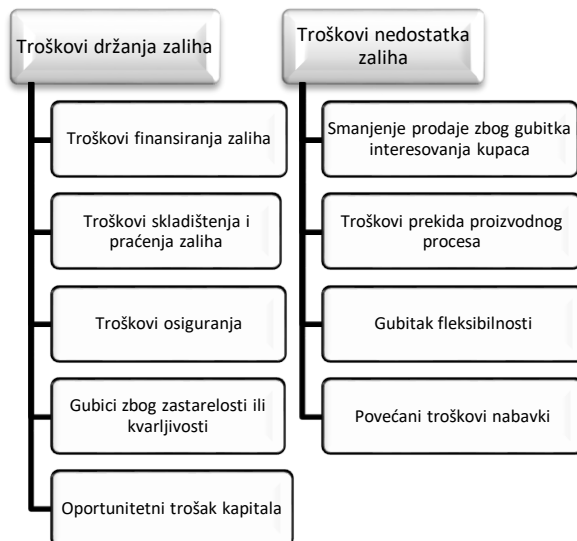 Troškovi držanja zaliha
Troškovi finansiranja zaliha
Troškovi skladištenja i
praćenja zaliha
Troškovi osiguranja
Gubici zbog zastarelosti ili
kvarljivosti
Oportunitetni trošak kapitala
Troškovi nedostatka
zaliha
Smanjenje prodaje zbog gubitka
interesovanja kupaca
Troškovi prekida proizvodnog
procesa
Gubitak fleksibilnosti
Povećani troškovi nabavki